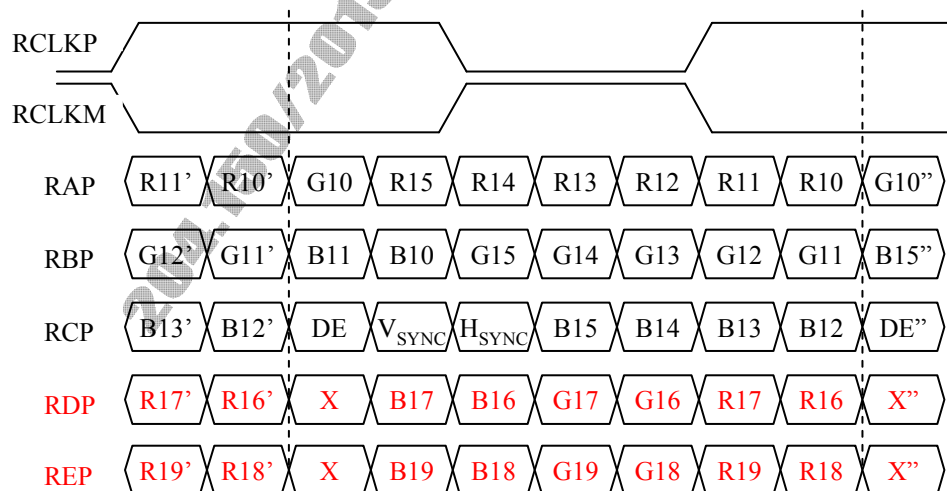 RCLKP
RCLKM
RAP R11’ R10’ G10 R15 R14 R13 R12 R11 R10 G10”
RBP G12’ G11’ B11 B10 G15 G14 G13 G12 G11 B15”
RCP B13’ B12’ DE VSYNC HSYNC B15 B14 B13 B12 DE”
RDP R17’ R16’ X B17 B16 G17 G16 R17 R16 X”
REP R19’ R18’ X B19 B18 G19 G18 R19 R18 X”